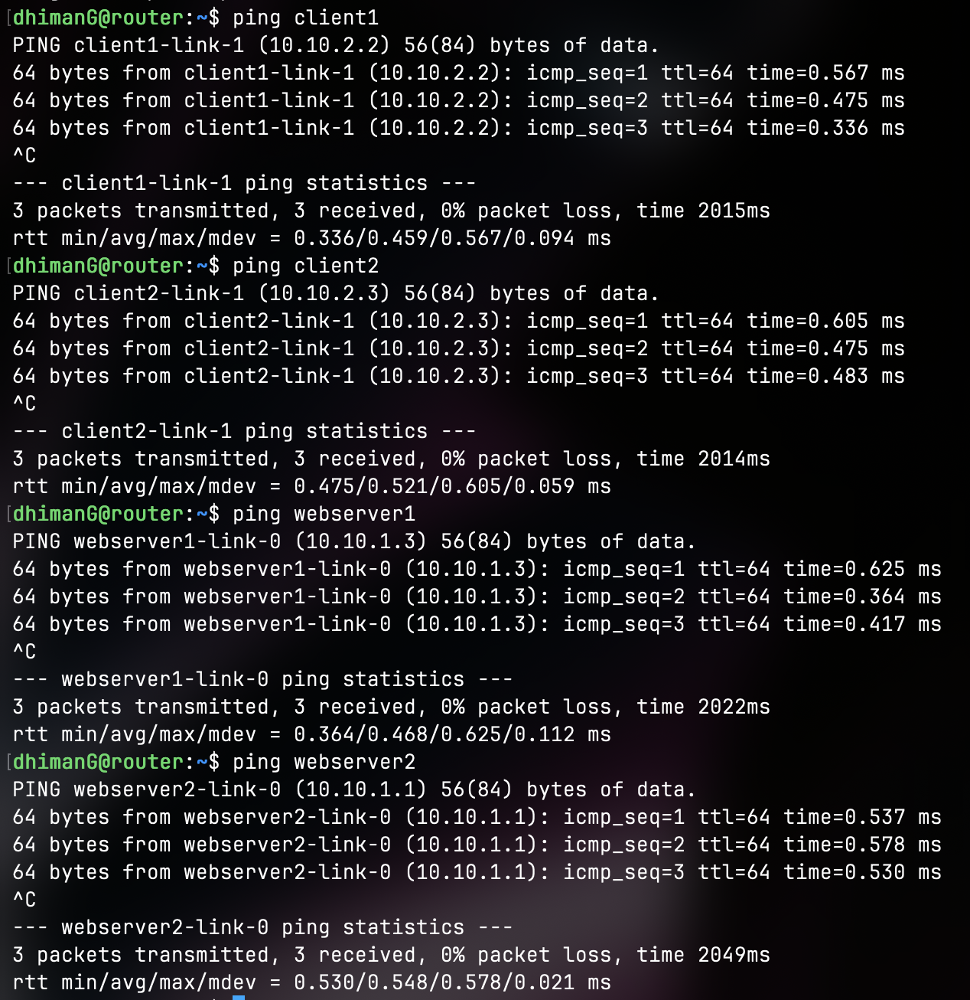 [dhimanG@router:~$ ping client1
PING client1-link-1 (10.10.2.2) 56(84) bytes of data.
64 bytes from client1-link-1 (10.10.2.2): icmp_seq=1 ttl=64 time=0.567 ms
64 bytes from client1-link-1 (10.10.2.2): icmp_seq=2 ttl=64 time=0.475 ms
64 bytes from client1-link-1 (10.10.2.2): icmp_seq=3 ttl=64 time=0.336 ms
^C
--- client1-link-1 ping statistics ---
3 packets transmitted, 3 received, 0% packet loss, time 2015ms
rtt min/avg/max/mdev = 0.336/0.459/0.567/0.094 ms
[dhimanG@router:~$ ping client2
PING client2-link-1 (10.10.2.3) 56(84) bytes of data.
64 bytes from client2-link-1 (10.10.2.3): icmp_seq=1 ttl=64 time=0.605 ms
64 bytes from client2-link-1 (10.10.2.3): icmp_seq=2 ttl=64 time=0.475 ms
64 bytes from client2-link-1 (10.10.2.3): icmp_seq=3 ttl=64 time=0.483 ms
^C
--- client2-link-1 ping statistics ---
3 packets transmitted, 3 received, 0% packet loss, time 2014ms
rtt min/avg/max/mdev = 0.475/0.521/0.605/0.059 ms
[dhimanG@router:~$ ping webserver1
PING webserver1-link-0 (10.10.1.3) 56(84) bytes of data.
64 bytes from webserver1-link-0 (10.10.1.3): icmp_seq=1 ttl=64 time=0.625 ms
64 bytes from webserver1-link-0 (10.10.1.3): icmp_seq=2 ttl=64 time=0.364 ms
64 bytes from webserver1-link-0 (10.10.1.3): icmp_seq=3 ttl=64 time=0.417 ms
^C
--- webserver1-link-0 ping statistics ---
3 packets transmitted, 3 received, 0% packet loss, time 2022ms
rtt min/avg/max/mdev = 0.364/0.468/0.625/0.112 ms
[dhimanG@router:~$ ping webserver2
PING webserver2-link-0 (10.10.1.1) 56(84) bytes of data.
64 bytes from webserver2-link-0 (10.10.1.1): icmp_seq=1 ttl=64 time=0.537 ms
64 bytes from webserver2-link-0 (10.10.1.1): icmp_seq=2 ttl=64 time=0.578 ms
64 bytes from webserver2-link-0 (10.10.1.1): icmp_seq=3 ttl=64 time=0.530 ms
^C
--- webserver2-link-0 ping statistics ---
3 packets transmitted, 3 received, 0% packet loss, time 2049ms
rtt min/avg/max/mdev = 0.530/0.548/0.578/0.021 ms